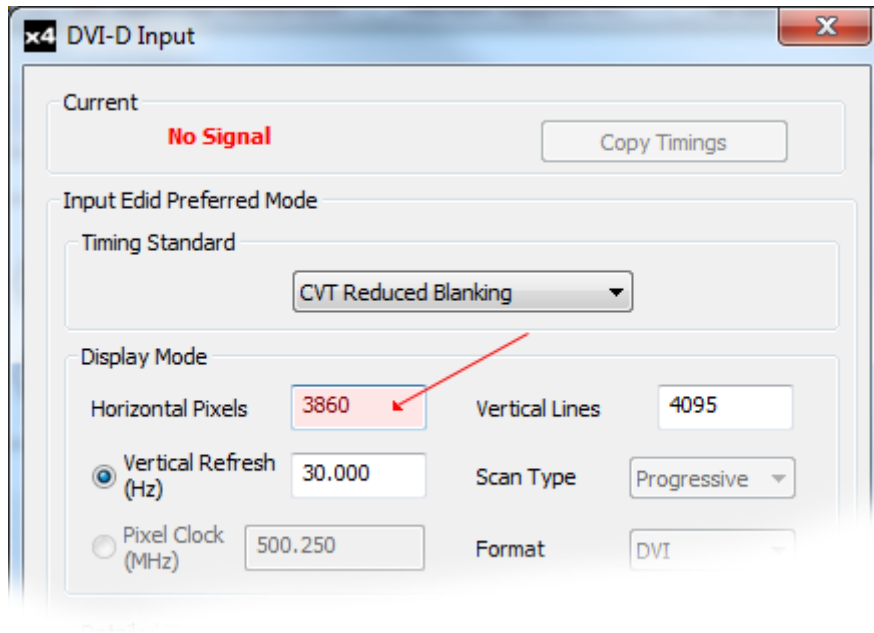 x4 DVI-D Input
Current
No Signal
Copy Timings
Input Edid Preferred Mode
Timing Standard
CVT Reduced Blanking
Display Mode
Horizontal Pixels 3860 Vertical Lines 4095
Vertical Refresh (Hz) 30.000 Scan Type Progressive
Pixel Clock (MHz) 500.250 Format DVI